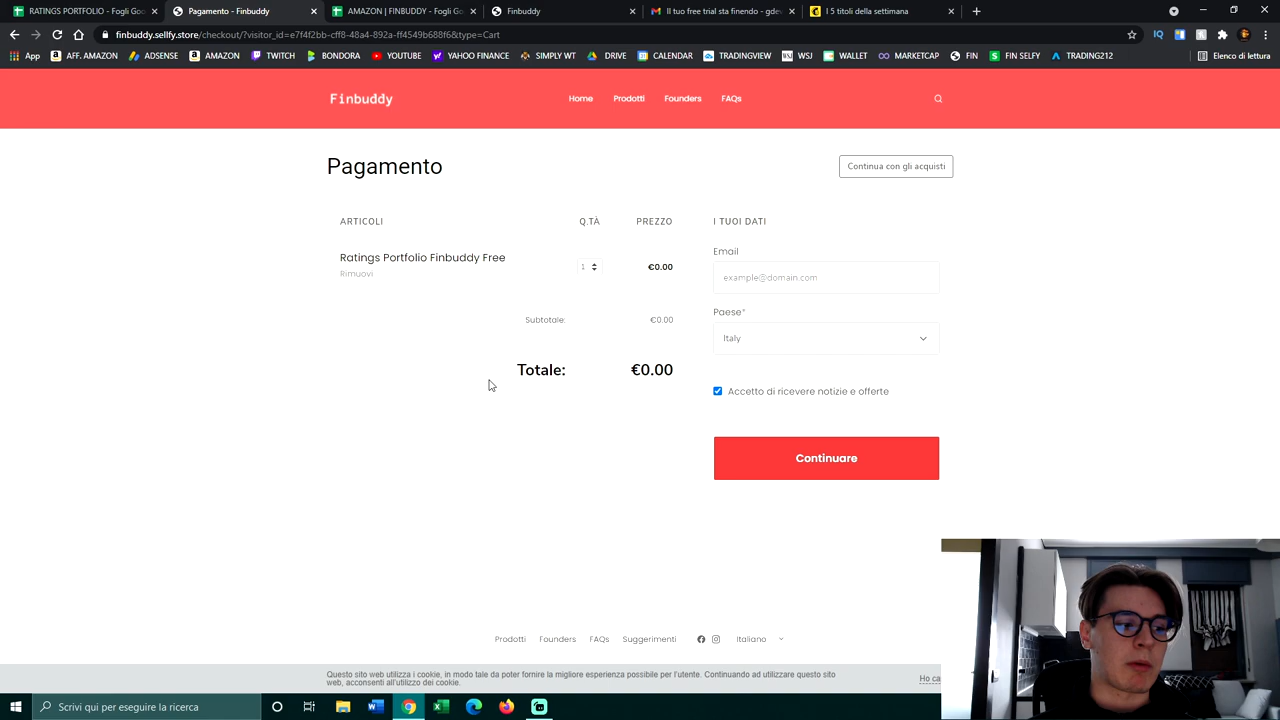 RATINGS PORTFOLIO - Fogli Goo
Pagamento - Finbuddy
AMAZON | FINBUDDY - Fogli Go
Finbuddy
Il tuo free trial sta finendo - gde
I 5 titoli della settimana
finbuddy.sellfy.store/checkout/?visitor_id=e7f4f2bb-cff8-48a4-892a-ff4549b688f6&type=Cart
App
AFF. AMAZON
ADSENSE
AMAZON
TWITCH
BONDORA
YOUTUBE
YAHOO FINANCE
SIMPLY WT
DRIVE
CALENDAR
TRADINGVIEW
WSJ
WALLET
MARKETCAP
FIN
FIN SELFY
TRADING212
Elenco di lettura
Finbuddy
Home
Prodotti
Founders
FAQs
Pagamento
Continua con gli acquisti
ARTICOLI
Q.TÀ
PREZZO
I TUOI DATI
Ratings Portfolio Finbuddy Free
1
€0.00
Rimuovi
Subtotale:
€0.00
Totale:
€0.00
Email
example@domain.com
Paese*
Italy
Accetto di ricevere notizie e offerte
Continuare
Prodotti
Founders
FAQs
Suggerimenti
Italiano
Questo sito web utilizza i cookie, in modo tale da poter fornire la migliore esperienza possibile per l'utente. Continuando ad utilizzare questo sito
web, acconsenti all'utilizzo dei cookie.
Ho ca
Scrivi qui per eseguire la ricerca